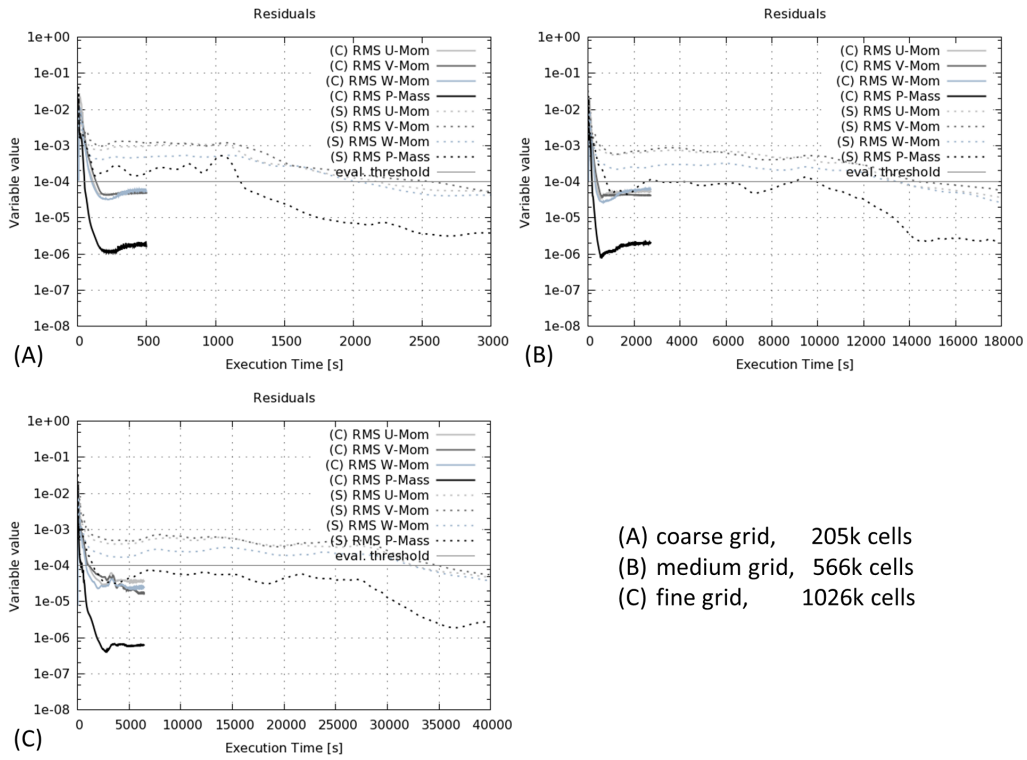 Residuals
1e+00
1e-01
1e-02
1e-03
1e-04
1e-05
1e-06
1e-07
1e-08
Variable value
(C) RMS U-Mom
(C) RMS V-Mom
(C) RMS W-Mom
(C) RMS P-Mass
(S) RMS U-Mom
(S) RMS V-Mom
(S) RMS W-Mom
(S) RMS P-Mass
eval. threshold
0 500 1000 1500 2000 2500 3000
Execution Time [s]
(A)
Residuals
1e+00
1e-01
1e-02
1e-03
1e-04
1e-05
1e-06
1e-07
1e-08
Variable value
(C) RMS U-Mom
(C) RMS V-Mom
(C) RMS W-Mom
(C) RMS P-Mass
(S) RMS U-Mom
(S) RMS V-Mom
(S) RMS W-Mom
(S) RMS P-Mass
eval. threshold
0 2000 4000 6000 8000 10000 12000 14000 16000 18000
Execution Time [s]
(B)
Residuals
1e+00
1e-01
1e-02
1e-03
1e-04
1e-05
1e-06
1e-07
1e-08
Variable value
(C) RMS U-Mom
(C) RMS V-Mom
(C) RMS W-Mom
(C) RMS P-Mass
(S) RMS U-Mom
(S) RMS V-Mom
(S) RMS W-Mom
(S) RMS P-Mass
eval. threshold
0 5000 10000 15000 20000 25000 30000 35000 40000
Execution Time [s]
(C)
(A) coarse grid, 205k cells
(B) medium grid, 566k cells
(C) fine grid, 1026k cells